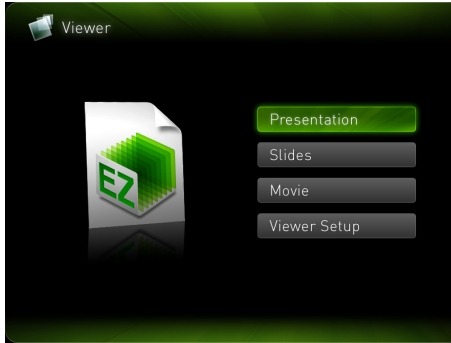 Viewer
Presentation
Slides
EZ
Movie
Viewer Setup